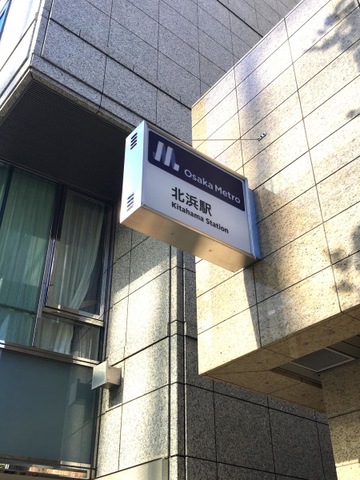 Osaka Metro
北浜駅
Kitahama Station